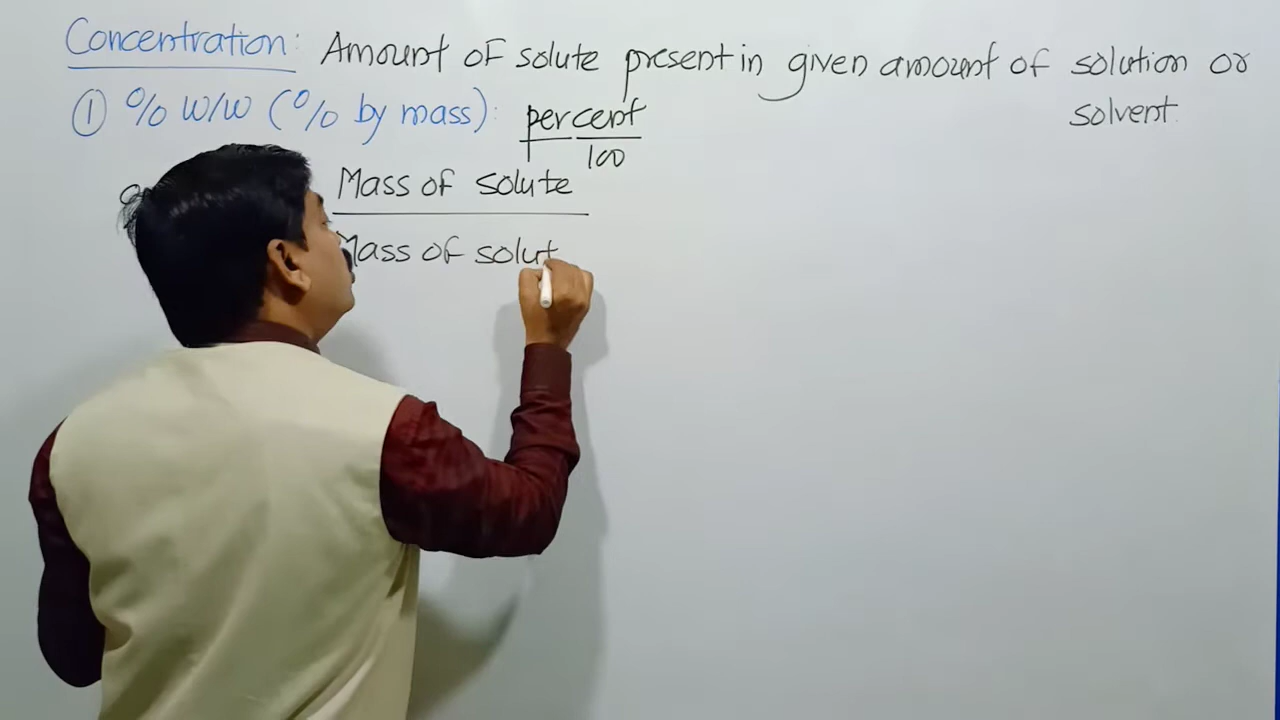 Concentration: Amount of solute present in given amount of solution or
solvent.
① % W/W (% by mass): percent
100
Mass of solute
Mass of solut